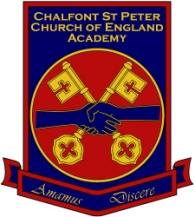 Chalfont St Peter
Church of England
Academy
Amamus Discere